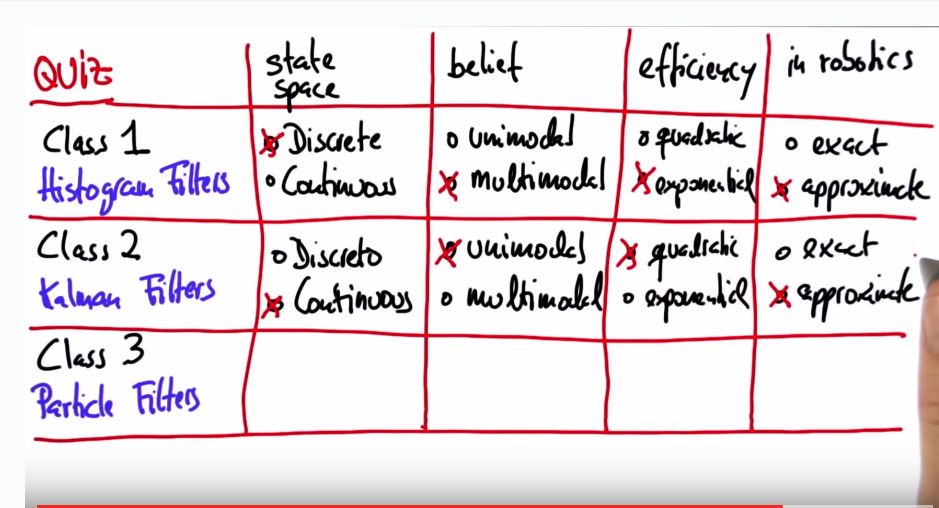 QUIZ
state space
belief
efficiency
in robotics
Class 1
Histogram Filters
Discrete
Continuous
unimodal
multimodal
quadratic
exponential
exact
approximate
Class 2
Kalman Filters
Discrete
Continuous
unimodal
multimodal
quadratic
exponential
exact
approximate
Class 3
Particle Filters